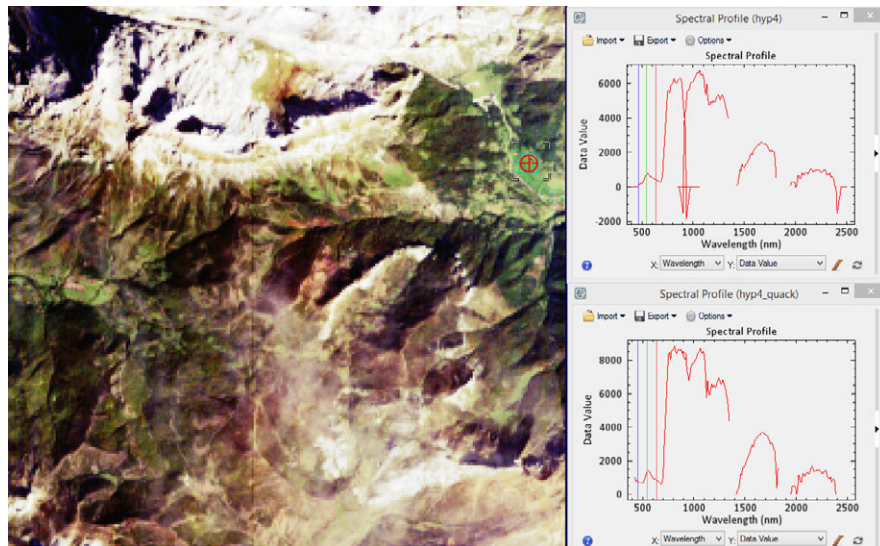 Spectral Profile (hyp4)
Import Export Options
Spectral Profile
6000
4000
2000
0
-2000
Data Value
500 1000 1500 2000 2500
Wavelength (nm)
X: Wavelength Y: Data Value
Spectral Profile (hyp4_quack)
Import Export Options
Spectral Profile
8000
6000
4000
2000
0
Data Value
500 1000 1500 2000 2500
Wavelength (nm)
X: Wavelength Y: Data Value